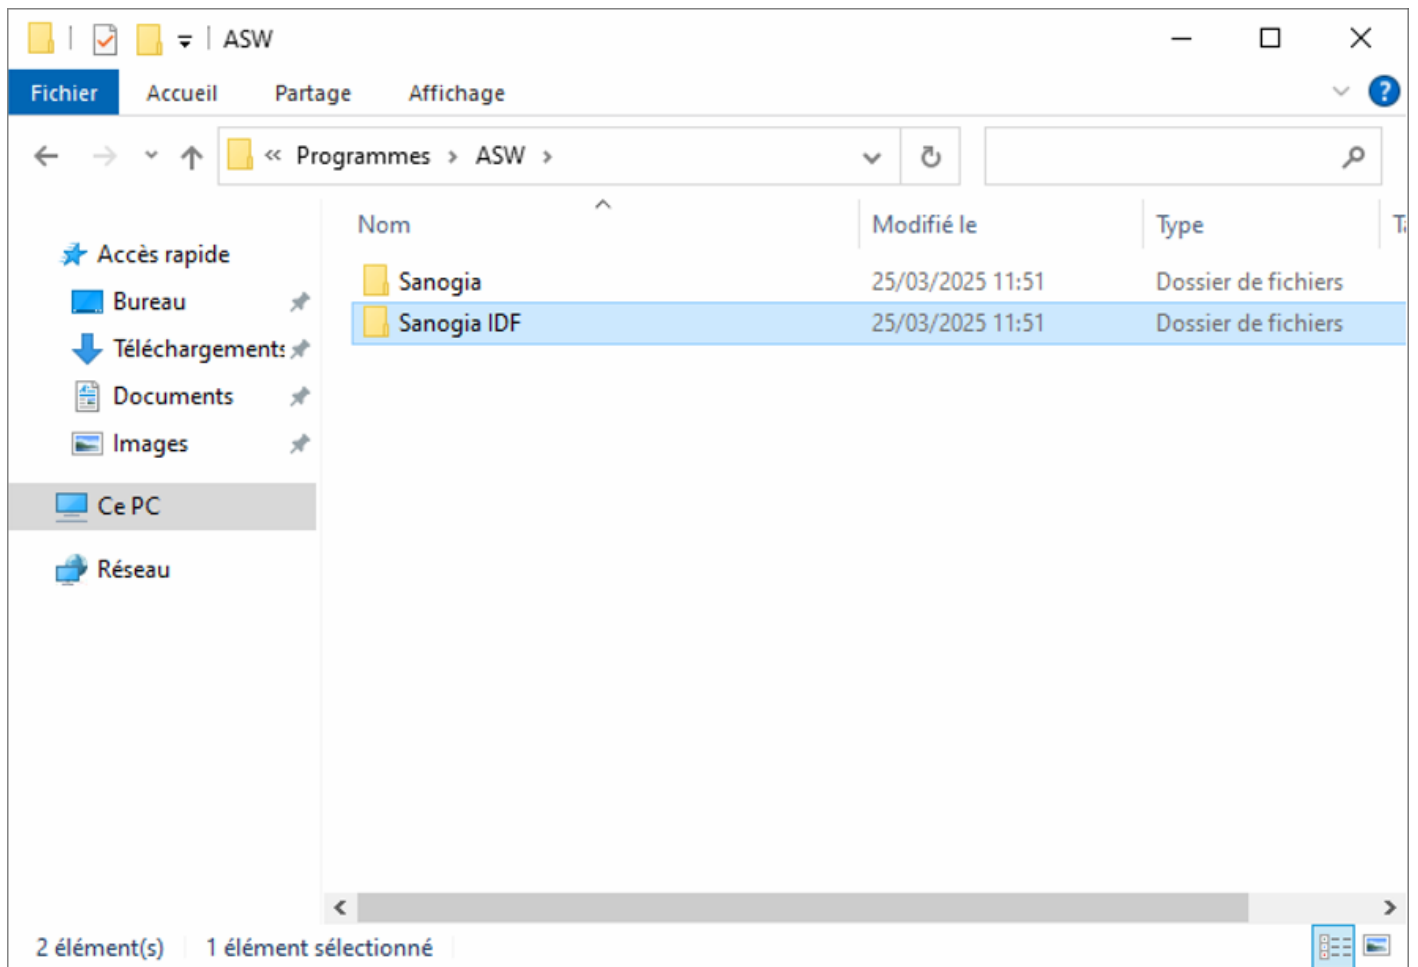 ASW
Fichier Accueil Partage Affichage ?
« Programmes > ASW >
Nom Modifié le Type
Accès rapide
Sanogia 25/03/2025 11:51 Dossier de fichiers
Bureau
Sanogia IDF 25/03/2025 11:51 Dossier de fichiers
Téléchargements
Documents
Images
Ce PC
Réseau
2 élément(s) 1 élément sélectionné